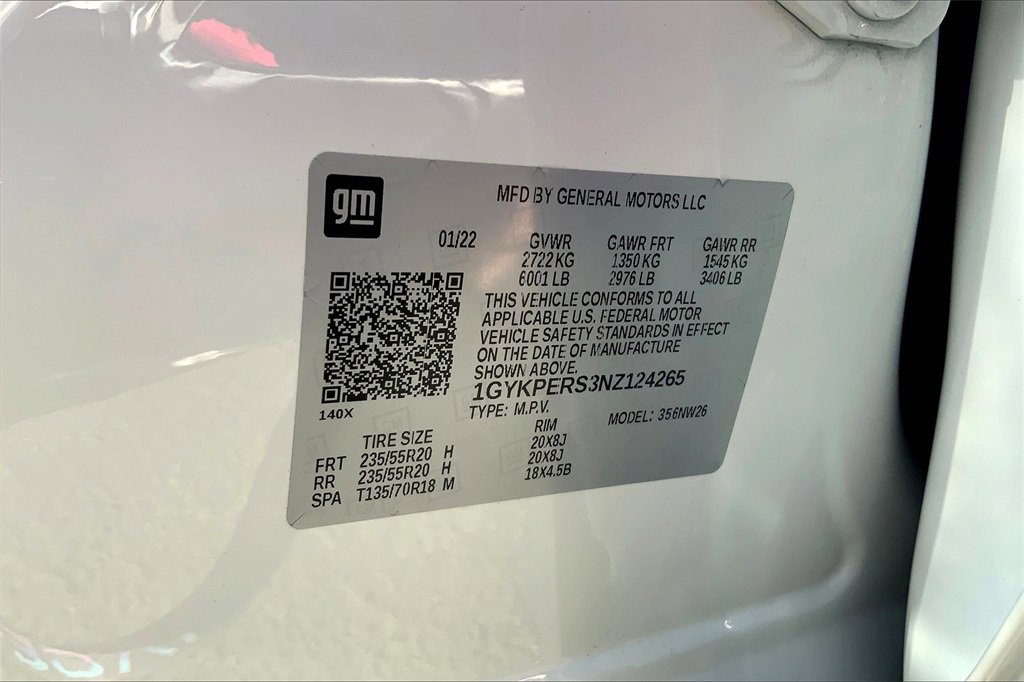 gm
MFD BY GENERAL MOTORS LLC
01/22 GVWR GAWR FRT GAWR RR
2722 KG 1350 KG 1545 KG
6001 LB 2976 LB 3406 LB
THIS VEHICLE CONFORMS TO ALL
APPLICABLE U.S. FEDERAL MOTOR
VEHICLE SAFETY STANDARDS IN EFFECT
ON THE DATE OF MANUFACTURE
SHOWN ABOVE.
1GYKPERS3NZ124265
140X
TYPE: M.P.V. MODEL: 356NW26
TIRE SIZE RIM
FRT 235/55R20 H 20X8J
RR 235/55R20 H 20X8J
SPA T135/70R18 M 18X4.5B